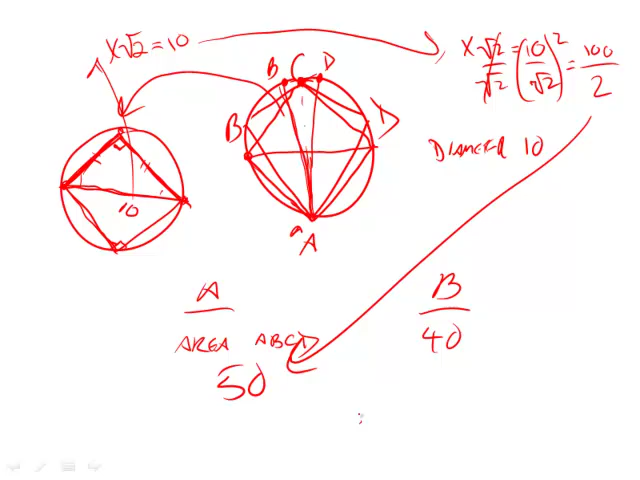 x√2 = 10
x√2/√2 = (10/√2)² = 100/2
B C D
B D
DIAMETER 10
10
A
A B
AREA ABCD 40
50